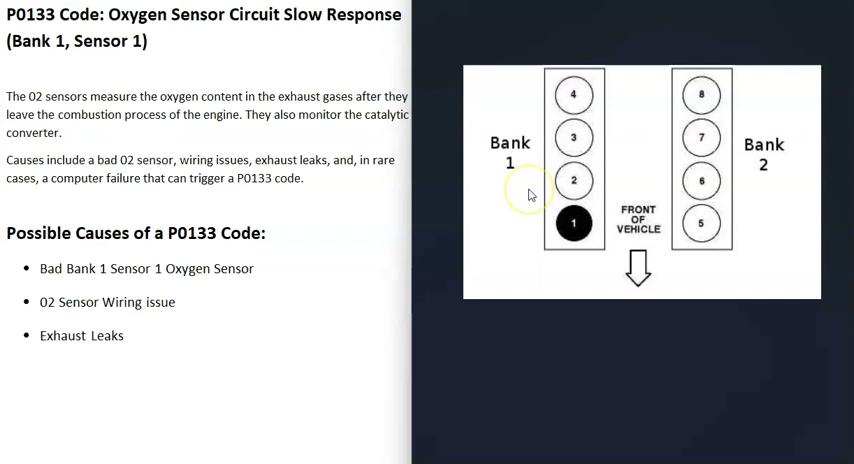 P0133 Code: Oxygen Sensor Circuit Slow Response
(Bank 1, Sensor 1)
The 02 sensors measure the oxygen content in the exhaust gases after they
leave the combustion process of the engine. They also monitor the catalytic
converter.
Causes include a bad 02 sensor, wiring issues, exhaust leaks, and, in rare
cases, a computer failure that can trigger a P0133 code.
Possible Causes of a P0133 Code:
• Bad Bank 1 Sensor 1 Oxygen Sensor
• 02 Sensor Wiring issue
• Exhaust Leaks
Bank
1
4
3
2
1
FRONT
OF
VEHICLE
8
7
6
5
Bank
2